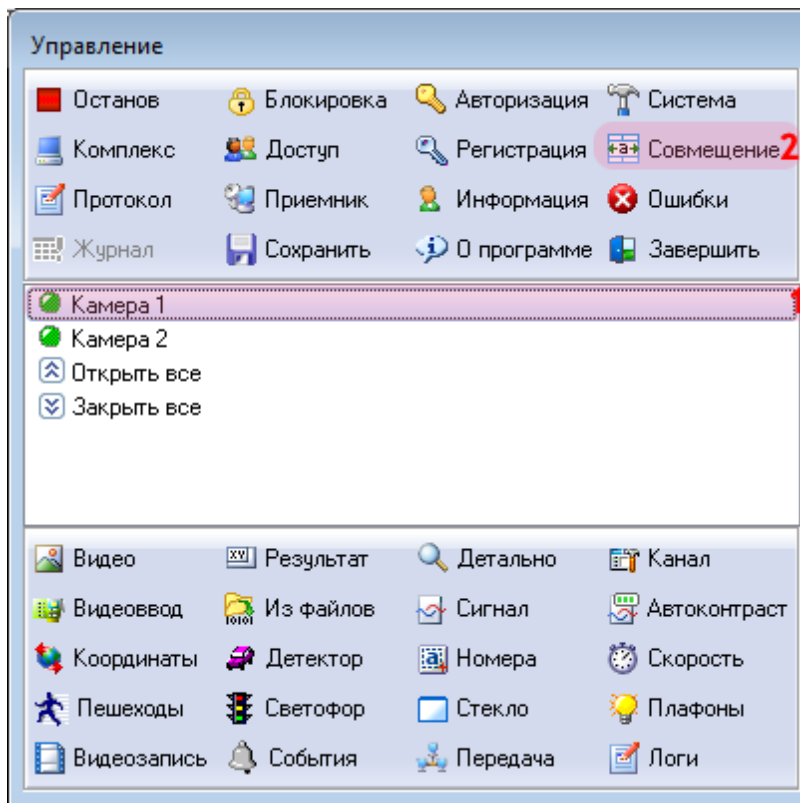 Управление
Останов Блокировка Авторизация Система
Комплекс Доступ Регистрация Совмещение 2
Протокол Приемник Информация Ошибки
Журнал Сохранить О программе Завершить
Камера 1 1
Камера 2
Открыть все
Закрыть все
Видео Результат Детально Канал
Видеоввод Из файлов Сигнал Автоконтраст
Координаты Детектор Номера Скорость
Пешеходы Светофор Стекло Плафоны
Видеозапись События Передача Логи